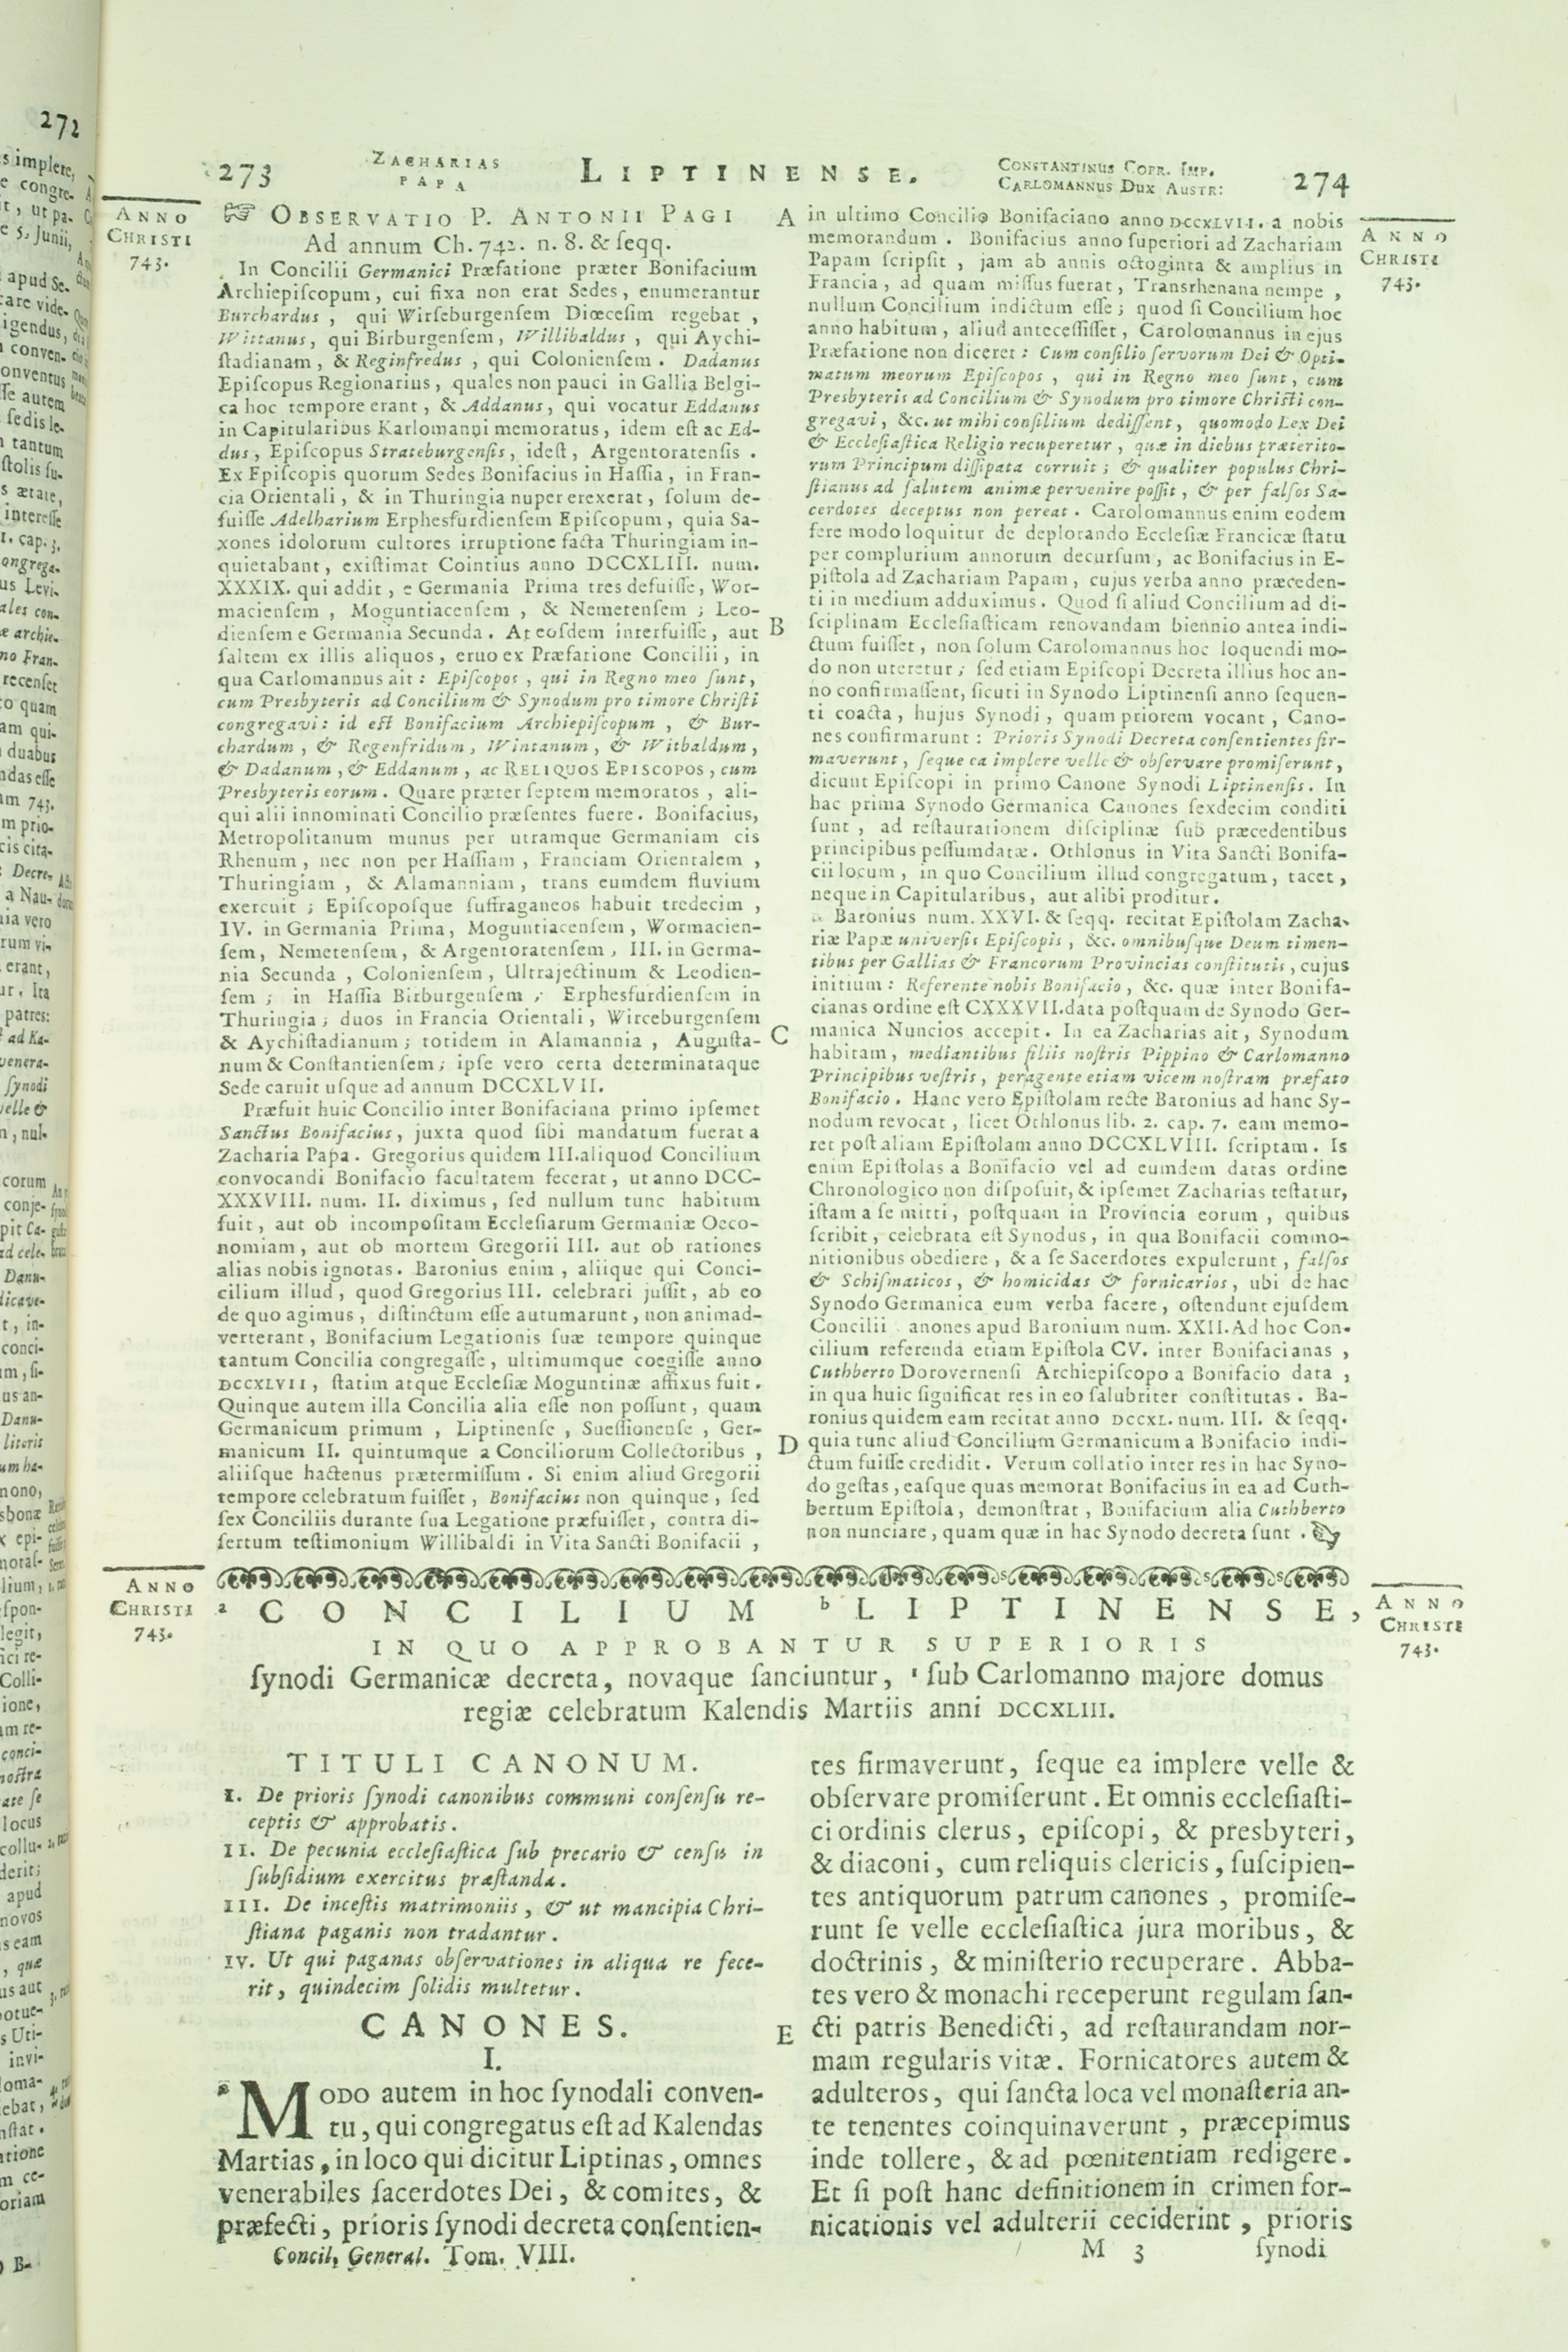 273
ZACHARIAS
PAPA
LIPTINENSE.
CONSTANTINUS COPR. IMP.
CARLOMANNUS DUX AUSTR:
274
ANNO
CHRISTI
743.
☞ OBSERVATIO P. ANTONII PAGI
Ad annum Ch. 742. n. 8. & ſeqq.
In Concilii Germanici Præfatione præter Bonifacium
Archiepiſcopum, cui fixa non erat Sedes, enumerantur
Burchardus, qui Wirſeburgenſem Diœceſim regebat,
Wittanus, qui Birburgenſem, Willibaldus, qui Aychi-
ſtadianam, & Reginfredus, qui Colonienſem. Dadanus
Epiſcopus Regionarius, quales non pauci in Gallia Belgi-
ca hoc tempore erant, & Addanus, qui vocatur Eddanus
in Capitularibus Karlomanni memoratus, idem eſt ac Ed-
dus, Epiſcopus Strateburgenſis, ideſt, Argentoratenſis.
Ex Epiſcopis quorum Sedes Bonifacius in Haſſia, in Fran-
cia Orientali, & in Thuringia nuper erexerat, ſolum de-
fuiſſe Adelharium Erphesfurdienſem Epiſcopum, quia Sa-
xones idolorum cultores irruptione facta Thuringiam in-
quietabant, exiſtimat Cointius anno DCCXLIII. num.
XXXIX. qui addit, e Germania Prima tres defuiſſe, Wor-
macienſem, Moguntiacenſem, & Nemetenſem; Leo-
dienſem e Germania Secunda. At eoſdem interfuiſſe, aut
ſaltem ex illis aliquos, eruo ex Præfatione Concilii, in
qua Carlomannus ait: Epiſcopos, qui in Regno meo ſunt,
cum Presbyteris ad Concilium & Synodum pro timore Chriſti
congregavi: id eſt Bonifacium Archiepiſcopum, & Bur-
chardum, & Regenfridum, Wintanum, & Witbaldum,
& Dadanum, & Eddanum, ac RELIQUOS EPISCOPOS, cum
Presbyteris eorum. Quare præter ſeptem memoratos, ali-
qui alii innominati Concilio præſentes fuere. Bonifacius,
Metropolitanum munus per utramque Germaniam cis
Rhenum, nec non per Haſſiam, Franciam Orientalem,
Thuringiam, & Alamanniam, trans eumdem fluvium
exercuit; Epiſcopoſque ſuffraganeos habuit tredecim,
IV. in Germania Prima, Moguntiacenſem, Wormacien-
ſem, Nemetenſem, & Argentoratenſem, III. in Germa-
nia Secunda, Colonienſem, Ultrajectinum & Leodien-
ſem; in Haſſia Birburgenſem; Erphesfurdienſem in
Thuringia; duos in Francia Orientali, Wirceburgenſem
& Aychiſtadianum; totidem in Alamannia, Auguſta-
num & Conſtantienſem; ipſe vero certa determinataque
Sede caruit uſque ad annum DCCXLVII.
Præfuit huic Concilio inter Bonifaciana primo ipſemet
Sanctus Bonifacius, juxta quod ſibi mandatum fuerat a
Zacharia Papa. Gregorius quidem III. aliquod Concilium
convocandi Bonifacio facultatem fecerat, ut anno DCC-
XXXVIII. num. II. diximus, ſed nullum tunc habitum
fuit, aut ob incompoſitam Eccleſiarum Germaniæ Oeco-
nomiam, aut ob mortem Gregorii III. aut ob rationes
alias nobis ignotas. Baronius enim, aliique qui Conci-
cilium illud, quod Gregorius III. celebrari juſſit, ab eo
de quo agimus, diſtinctum eſſe autumarunt, non animad-
verterant, Bonifacium Legationis ſuæ tempore quinque
tantum Concilia congregaſſe, ultimumque coegiſſe anno
DCCXLVII, ſtatim atque Eccleſiæ Moguntinæ affixus fuit.
Quinque autem illa Concilia alia eſſe non poſſunt, quam
Germanicum primum, Liptinenſe, Sueſſionenſe, Ger-
manicum II. quintumque a Conciliorum Collectoribus,
aliiſque hactenus prætermiſſum. Si enim aliud Gregorii
tempore celebratum fuiſſet, Bonifacius non quinque, ſed
ſex Conciliis durante ſua Legatione præfuiſſet, contra di-
ſertum teſtimonium Willibaldi in Vita Sancti Bonifacii,
A
B
C
D
in ultimo Concilio Bonifaciano anno DCCXLVII. a nobis
memorandum. Bonifacius anno ſuperiori ad Zachariam
Papam ſcripſit, jam ab annis octoginta & amplius in
Francia, ad quam miſſus fuerat, Transrhenana nempe,
nullum Concilium indictum eſſe; quod ſi Concilium hoc
anno habitum, aliud anteceſſiſſet, Carolomannus in ejus
Præfatione non diceret: Cum conſilio ſervorum Dei & Opti-
matum meorum Epiſcopos, qui in Regno meo ſunt, cum
Presbyteris ad Concilium & Synodum pro timore Chriſti con-
gregavi, &c. ut mihi conſilium dediſſent, quomodo Lex Dei
& Eccleſiaſtica Religio recuperetur, quæ in diebus præterito-
rum Principum diſſipata corruit; & qualiter populus Chri-
ſtianus ad ſalutem animæ pervenire poſſit, & per falſos Sa-
cerdotes deceptus non pereat. Carolomannus enim eodem
fere modo loquitur de deplorando Eccleſiæ Francicæ ſtatu
per complurium annorum decurſum, ac Bonifacius in E-
piſtola ad Zachariam Papam, cujus verba anno præceden-
ti in medium adduximus. Quod ſi aliud Concilium ad di-
ſciplinam Eccleſiaſticam renovandam biennio antea indi-
ctum fuiſſet, non ſolum Carolomannus hoc loquendi mo-
do non uteretur; ſed etiam Epiſcopi Decreta illius hoc an-
no confirmaſſent, ſicuti in Synodo Liptinenſi anno ſequen-
ti coacta, hujus Synodi, quam priorem vocant, Cano-
nes confirmarunt: Prioris Synodi Decreta conſentientes fir-
maverunt, ſeque ea implere velle & obſervare promiſerunt,
dicunt Epiſcopi in primo Canone Synodi Liptinenſis. In
hac prima Synodo Germanica Canones ſexdecim conditi
ſunt, ad reſtaurationem diſciplinæ ſub præcedentibus
principibus peſſumdatæ. Othlonus in Vita Sancti Bonifa-
cii locum, in quo Concilium illud congregatum, tacet,
neque in Capitularibus, aut alibi proditur.
Baronius num. XXVI. & ſeqq. recitat Epiſtolam Zacha-
riæ Papæ univerſis Epiſcopis, &c. omnibuſque Deum timen-
tibus per Gallias & Francorum Provincias conſtitutis, cujus
initium: Referente nobis Bonifacio, &c. quæ inter Bonifa-
cianas ordine eſt CXXXVII. data poſtquam de Synodo Ger-
manica Nuncios accepit. In ea Zacharias ait, Synodum
habitam, mediantibus filiis noſtris Pippino & Carlomanno
Principibus veſtris, peragente etiam vicem noſtram præfato
Bonifacio. Hanc vero Epiſtolam recte Baronius ad hanc Sy-
nodum revocat, licet Othlonus lib. 2. cap. 7. eam memo-
ret poſt aliam Epiſtolam anno DCCXLVIII. ſcriptam. Is
enim Epiſtolas a Bonifacio vel ad eumdem datas ordine
Chronologico non diſpoſuit, & ipſemet Zacharias teſtatur,
iſtam a ſe mitti, poſtquam in Provincia eorum, quibus
ſcribit, celebrata eſt Synodus, in qua Bonifacii commo-
nitionibus obediere, & a ſe Sacerdotes expulerunt, falſos
& Schiſmaticos, & homicidas & fornicarios, ubi de hac
Synodo Germanica eum verba facere, oſtendunt ejuſdem
Concilii anones apud Baronium num. XXII. Ad hoc Con-
cilium referenda etiam Epiſtola CV. inter Bonifacianas,
Cuthberto Dorovernenſi Archiepiſcopo a Bonifacio data,
in qua huic ſignificat res in eo ſalubriter conſtitutas. Ba-
ronius quidem eam recitat anno DCCXL. num. III. & ſeqq.
quia tunc aliud Concilium Germanicum a Bonifacio indi-
ctum fuiſſe credidit. Verum collatio inter res in hac Syno-
do geſtas, eaſque quas memorat Bonifacius in ea ad Cuth-
bertum Epiſtola, demonſtrat, Bonifacium alia Cuthberto
non nunciare, quam quæ in hac Synodo decreta ſunt.
ANNO
CHRISTI
743.
ANNO
CHRISTI
743.
a CONCILIUM b LIPTINENSE,
IN QUO APPROBANTUR SUPERIORIS
ſynodi Germanicæ decreta, novaque ſanciuntur, ſub Carlomanno majore domus
regiæ celebratum Kalendis Martiis anni DCCXLIII.
ANNO
CHRISTI
743.
TITULI CANONUM.
I. De prioris ſynodi canonibus communi conſenſu re-
ceptis & approbatis.
II. De pecunia eccleſiaſtica ſub precario & cenſu in
ſubſidium exercitus præſtanda.
III. De inceſtis matrimoniis, & ut mancipia Chri-
ſtiana paganis non tradantur.
IV. Ut qui paganas obſervationes in aliqua re fece-
rit, quindecim ſolidis multetur.
CANONES.
I.
MODO autem in hoc ſynodali conven-
tu, qui congregatus eſt ad Kalendas
Martias, in loco qui dicitur Liptinas, omnes
venerabiles ſacerdotes Dei, & comites, &
præfecti, prioris ſynodi decreta conſentien-
Concil. General. Tom. VIII.
E
tes firmaverunt, ſeque ea implere velle &
obſervare promiſerunt. Et omnis eccleſiaſti-
ci ordinis clerus, epiſcopi, & presbyteri,
& diaconi, cum reliquis clericis, ſuſcipien-
tes antiquorum patrum canones, promiſe-
runt ſe velle eccleſiaſtica jura moribus, &
doctrinis, & miniſterio recuperare. Abba-
tes vero & monachi receperunt regulam ſan-
cti patris Benedicti, ad reſtaurandam nor-
mam regularis vitæ. Fornicatores autem &
adulteros, qui ſancta loca vel monaſteria an-
te tenentes coinquinaverunt, præcepimus
inde tollere, & ad pœnitentiam redigere.
Et ſi poſt hanc definitionem in crimen for-
nicationis vel adulterii ceciderint, prioris
M 3
ſynodi
272